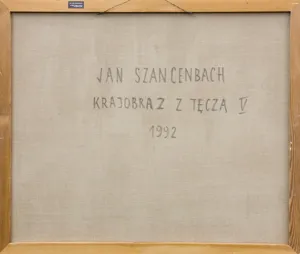 JAN SZANCENBACH
KRAJOBRAZ Z TĘCZĄ V
1992